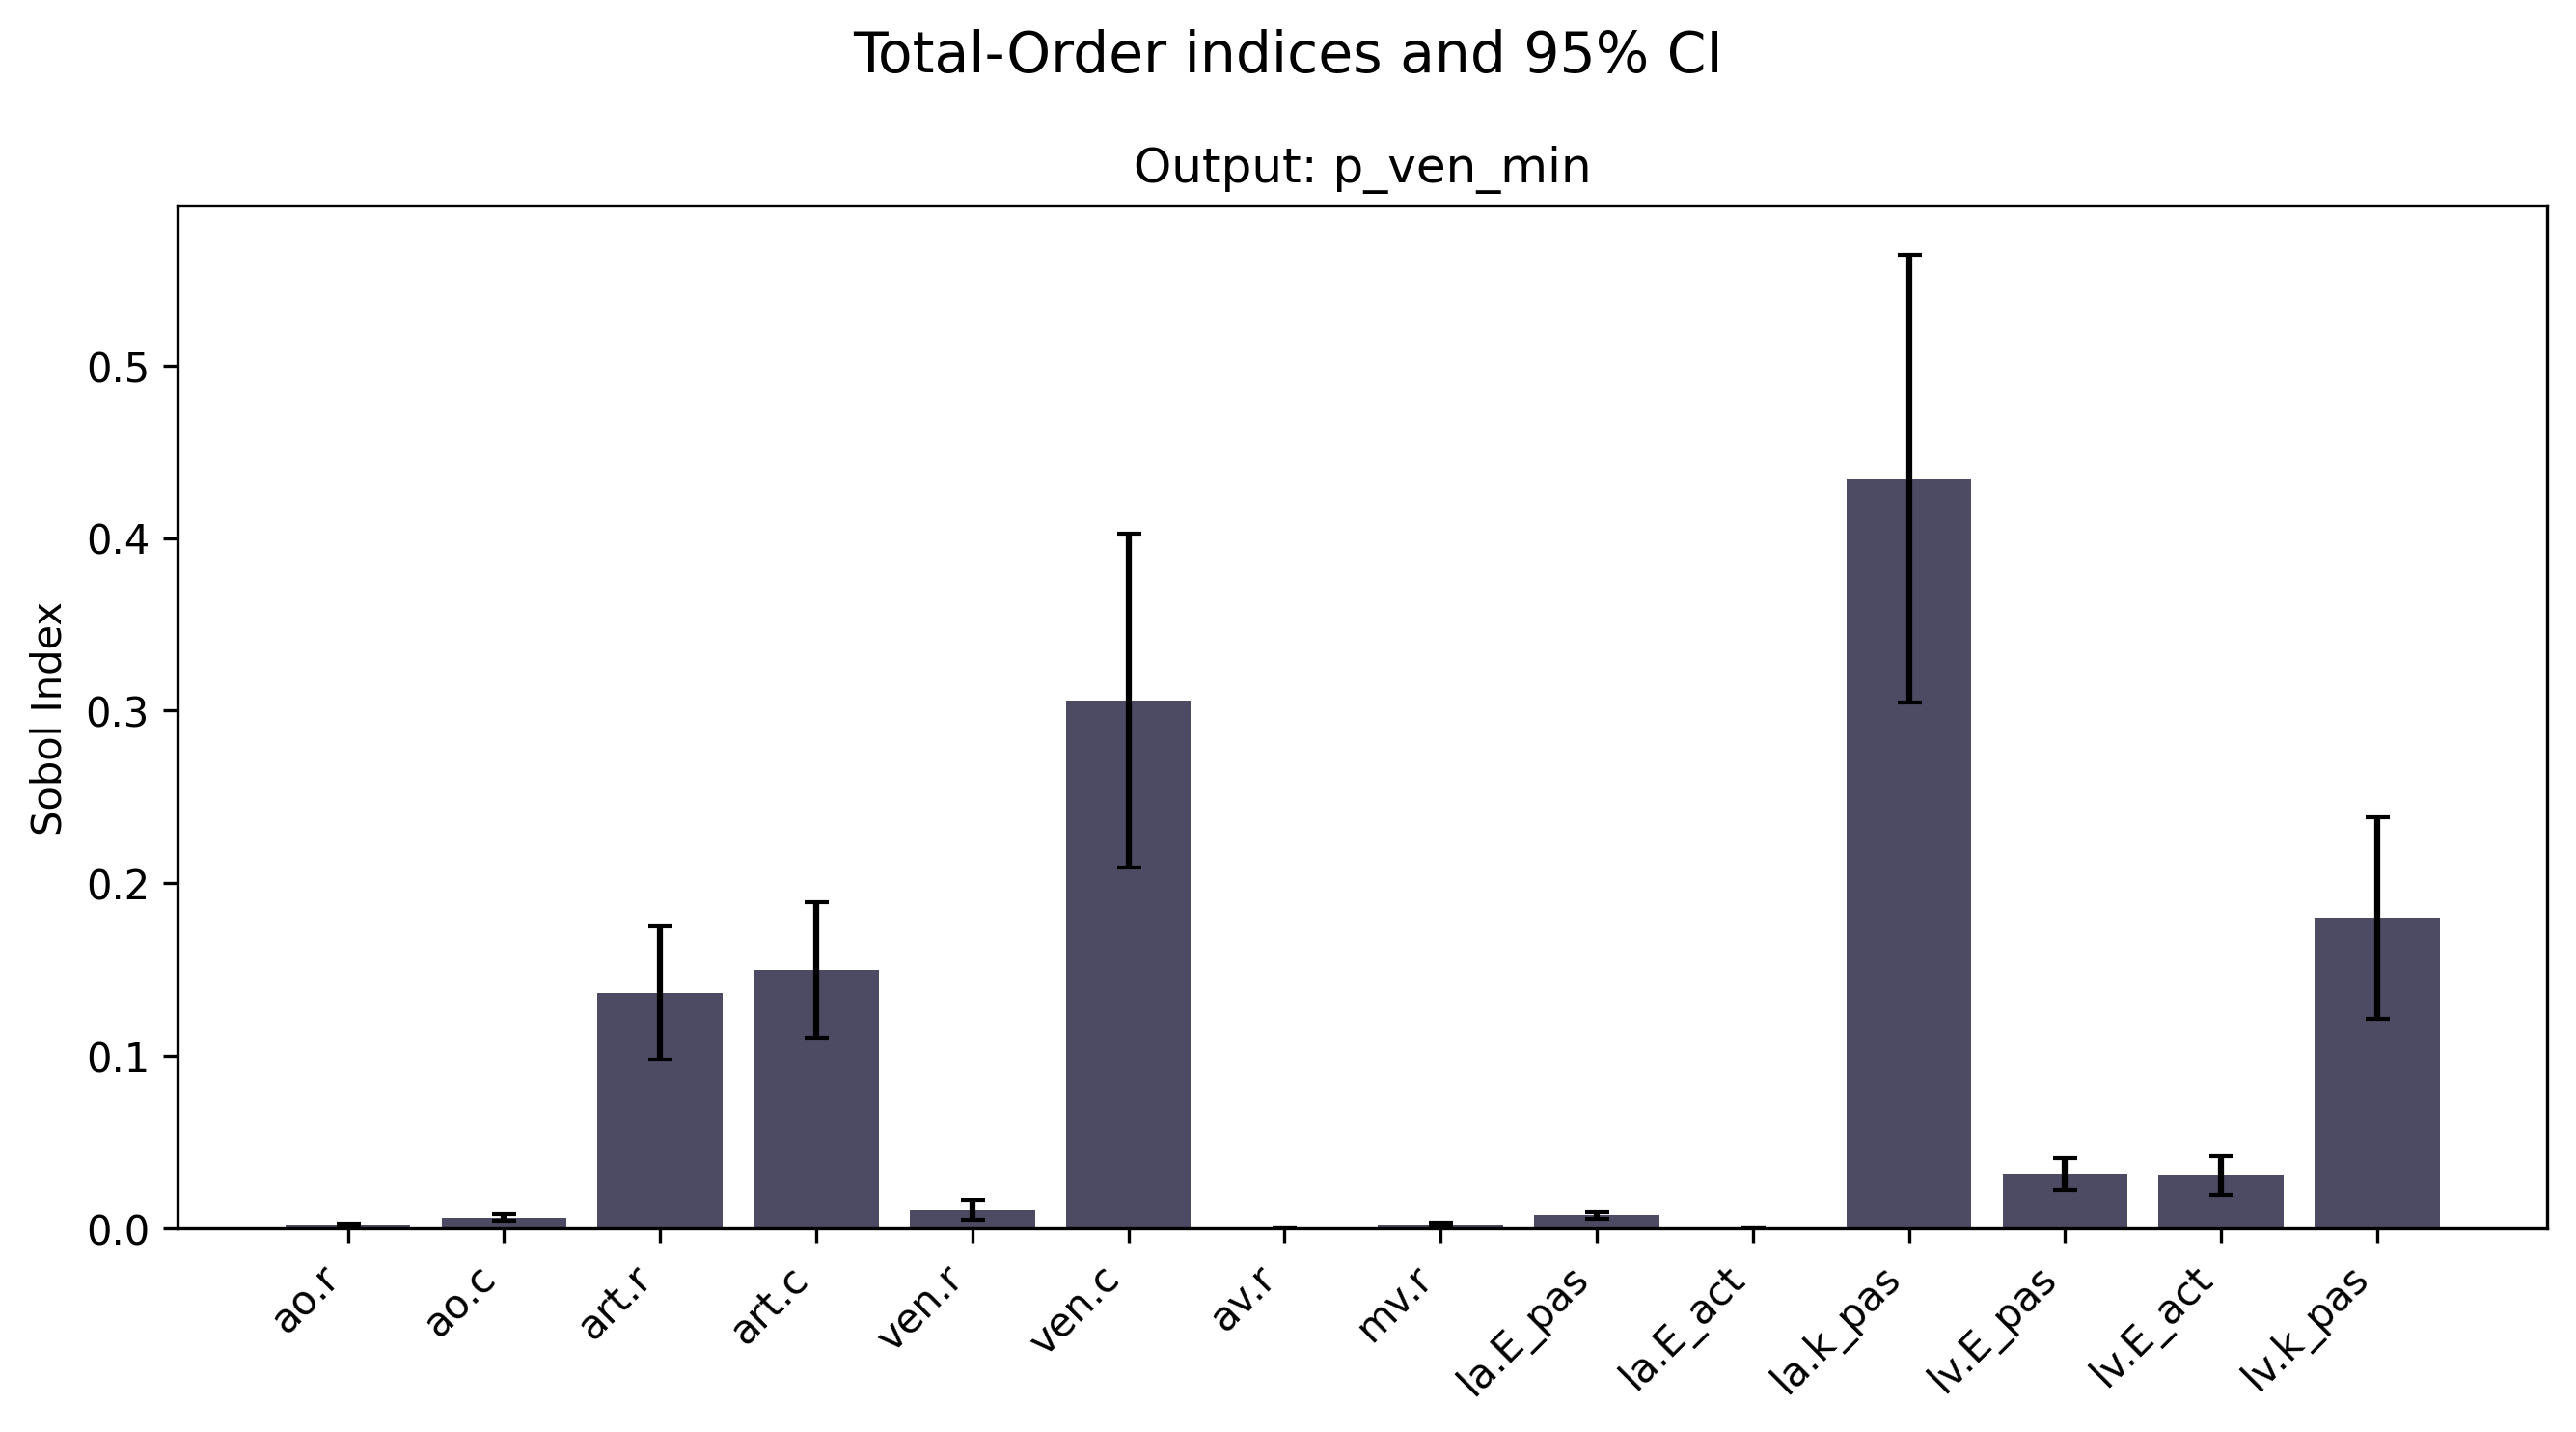 Total-Order indices and 95% CI
Output: p_ven_min
Sobol Index
0.5
0.4
0.3
0.2
0.1
0.0
ao.r
ao.c
art.r
art.c
ven.r
ven.c
av.r
mv.r
la.E_pas
la.E_act
la.k_pas
lv.E_pas
lv.E_act
lv.k_pas